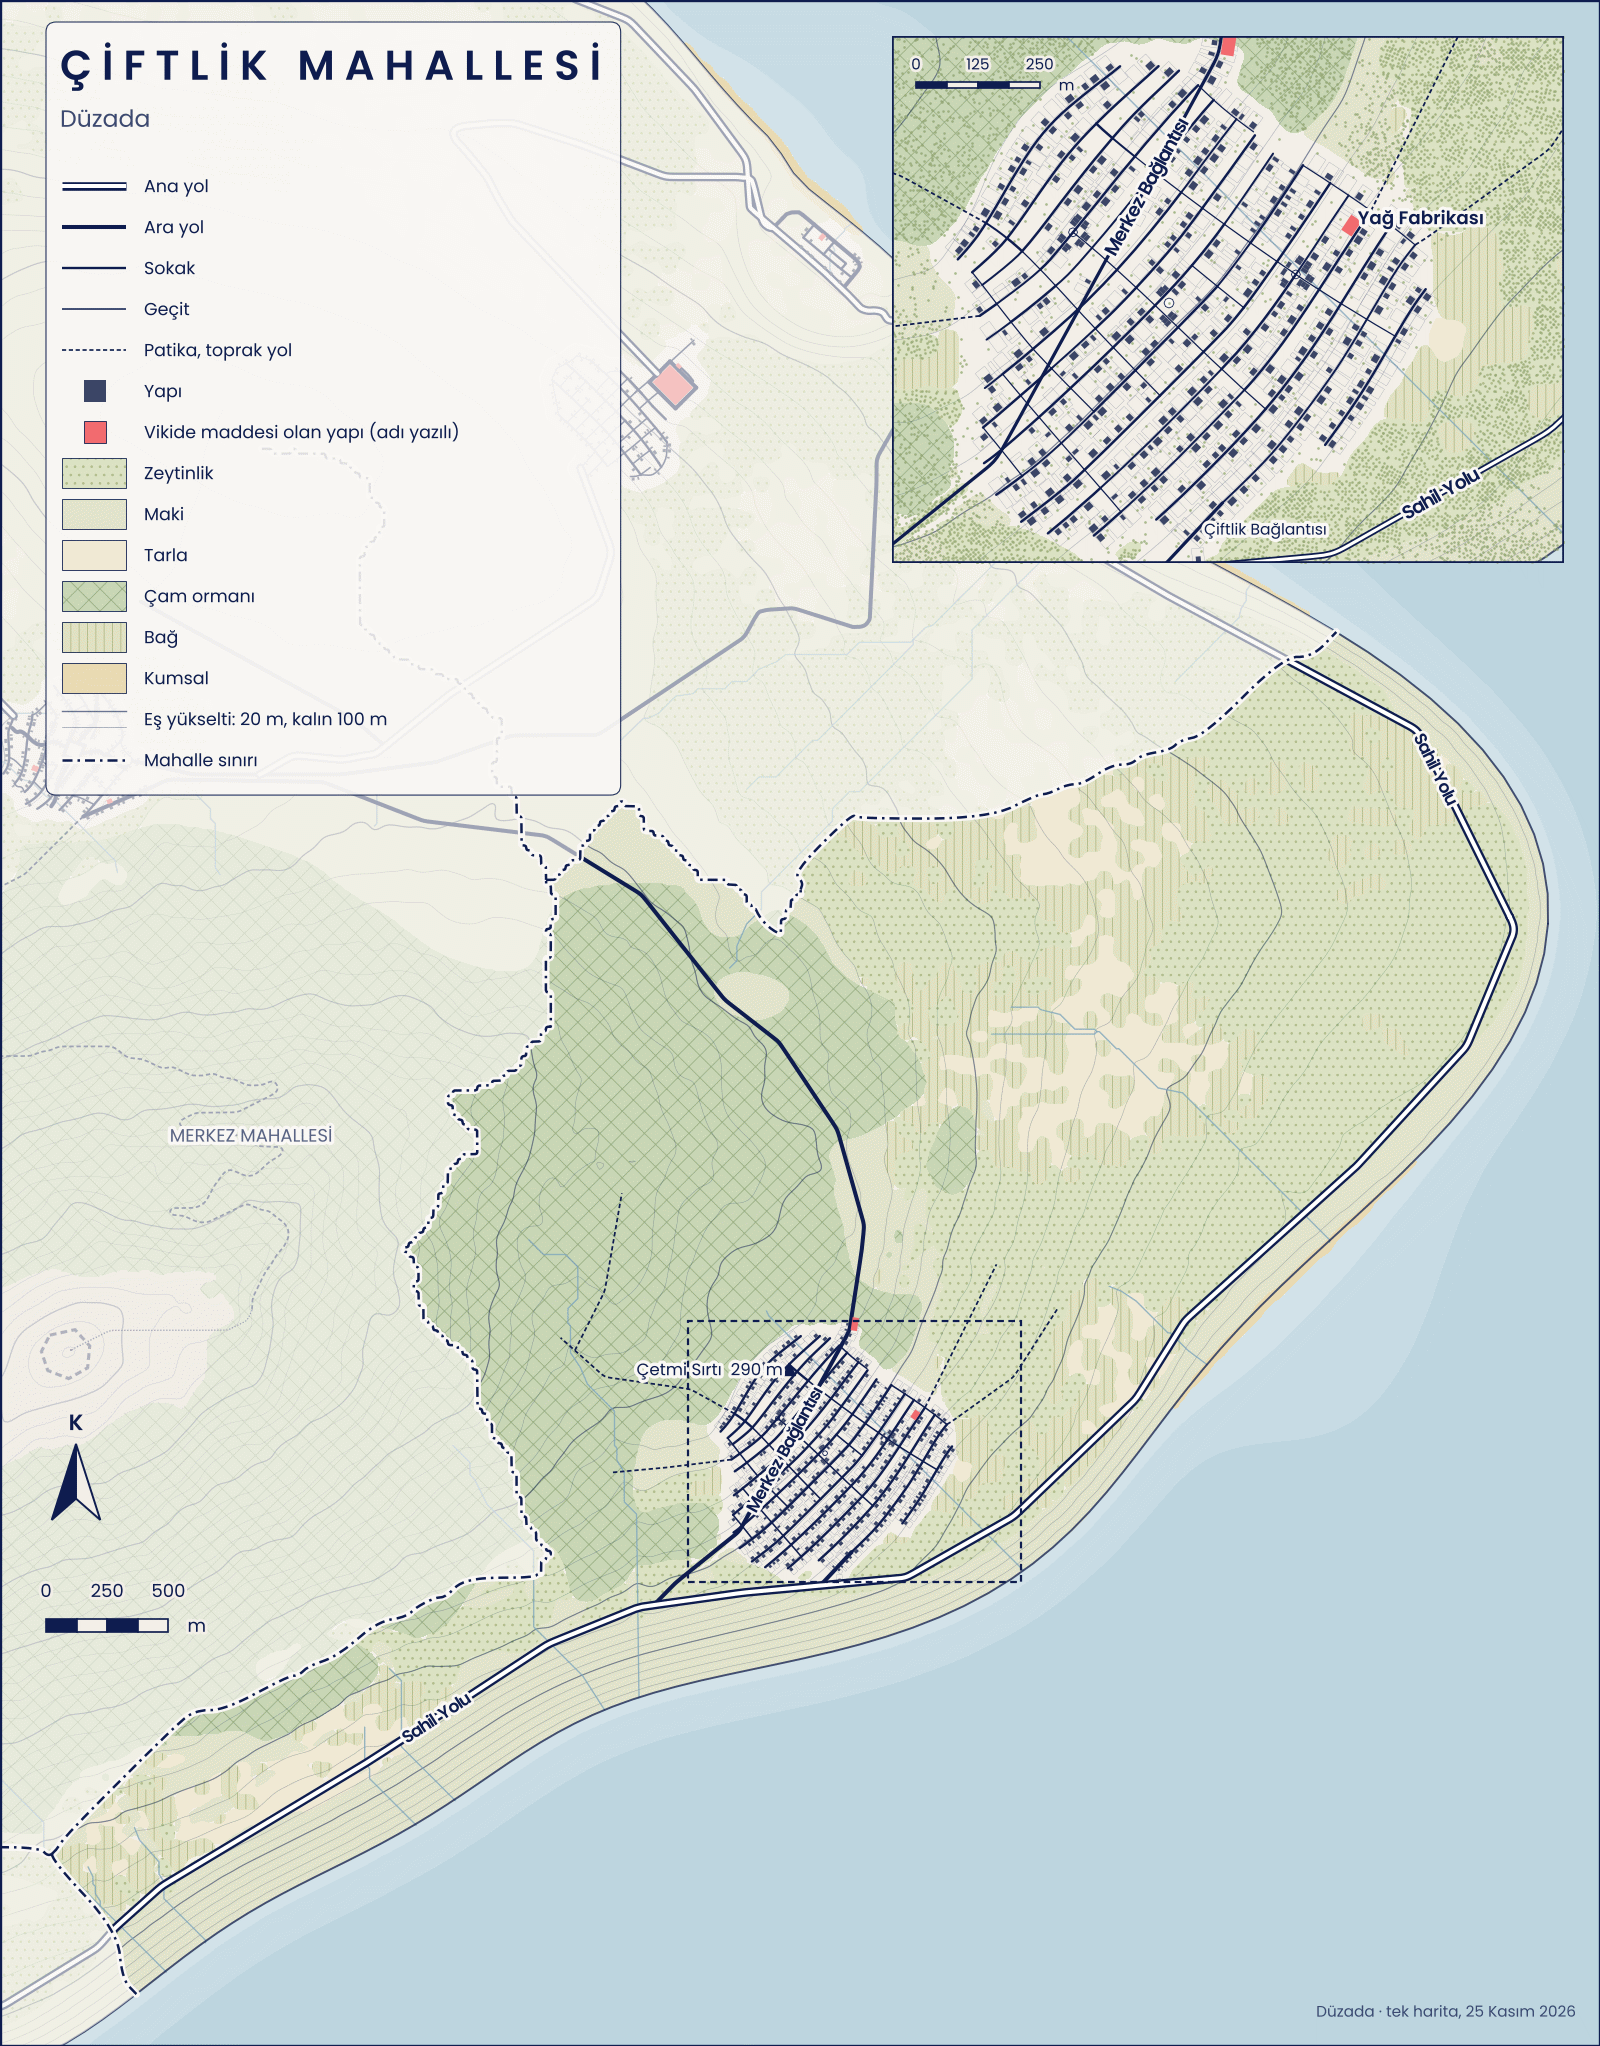 ÇİFTLİK MAHALLESİ
Düzada
Ana yol
Ara yol
Sokak
Geçit
Patika, toprak yol
Yapı
Vikide maddesi olan yapı (adı yazılı)
Zeytinlik
Maki
Tarla
Çam ormanı
Bağ
Kumsal
Eş yükselti: 20 m, kalın 100 m
Mahalle sınırı
0 125 250
m
Merkez Bağlantısı
Yağ Fabrikası
Sahil Yolu
Çiftlik Bağlantısı
Sahil Yolu
MERKEZ MAHALLESİ
Çetmi Sırtı 290 m
Merkez Bağlantısı
K
0 250 500
m
Sahil Yolu
Düzada · tek harita, 25 Kasım 2026